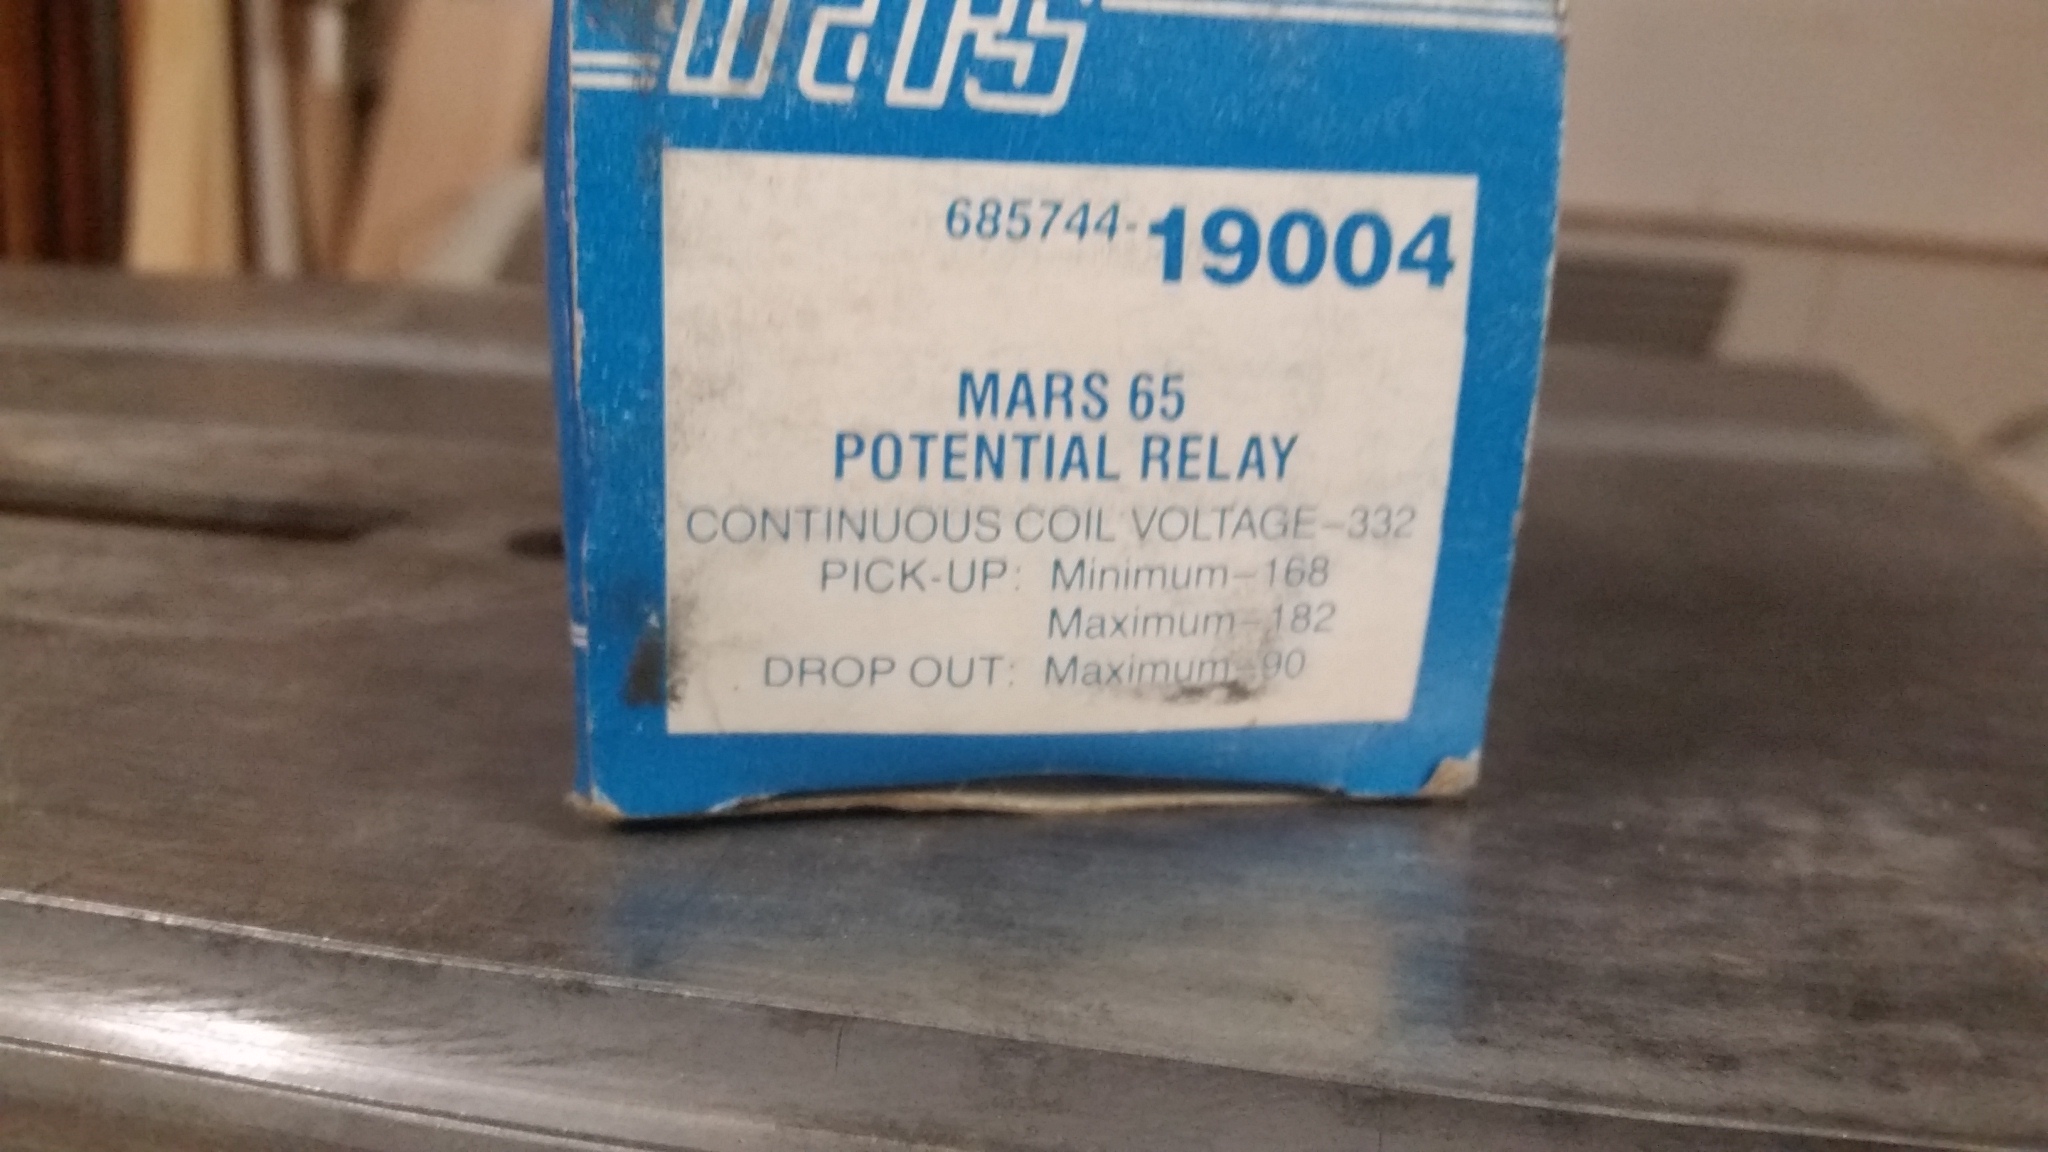 mars
685744-19004
MARS 65
POTENTIAL RELAY
CONTINUOUS COIL VOLTAGE-332
PICK-UP: Minimum-168
Maximum-182
DROP OUT: Maximum-90